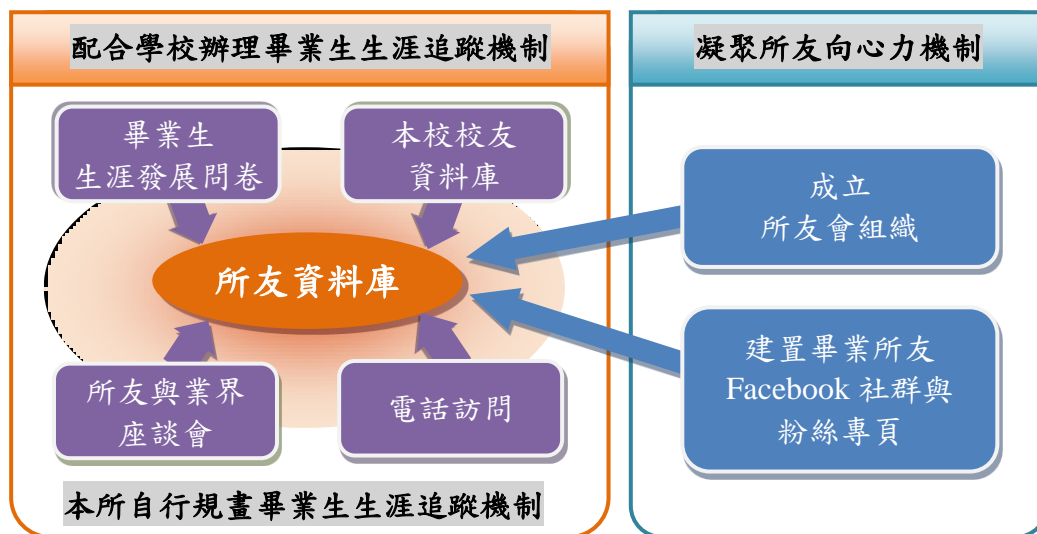 配合學校辦理畢業生生涯追蹤機制
畢業生
生涯發展問卷
本校校友
資料庫
所友資料庫
所友與業界
座談會
電話訪問
本所自行規畫畢業生生涯追蹤機制
凝聚所友向心力機制
成立
所友會組織
建置畢業所友
Facebook 社群與
粉絲專頁